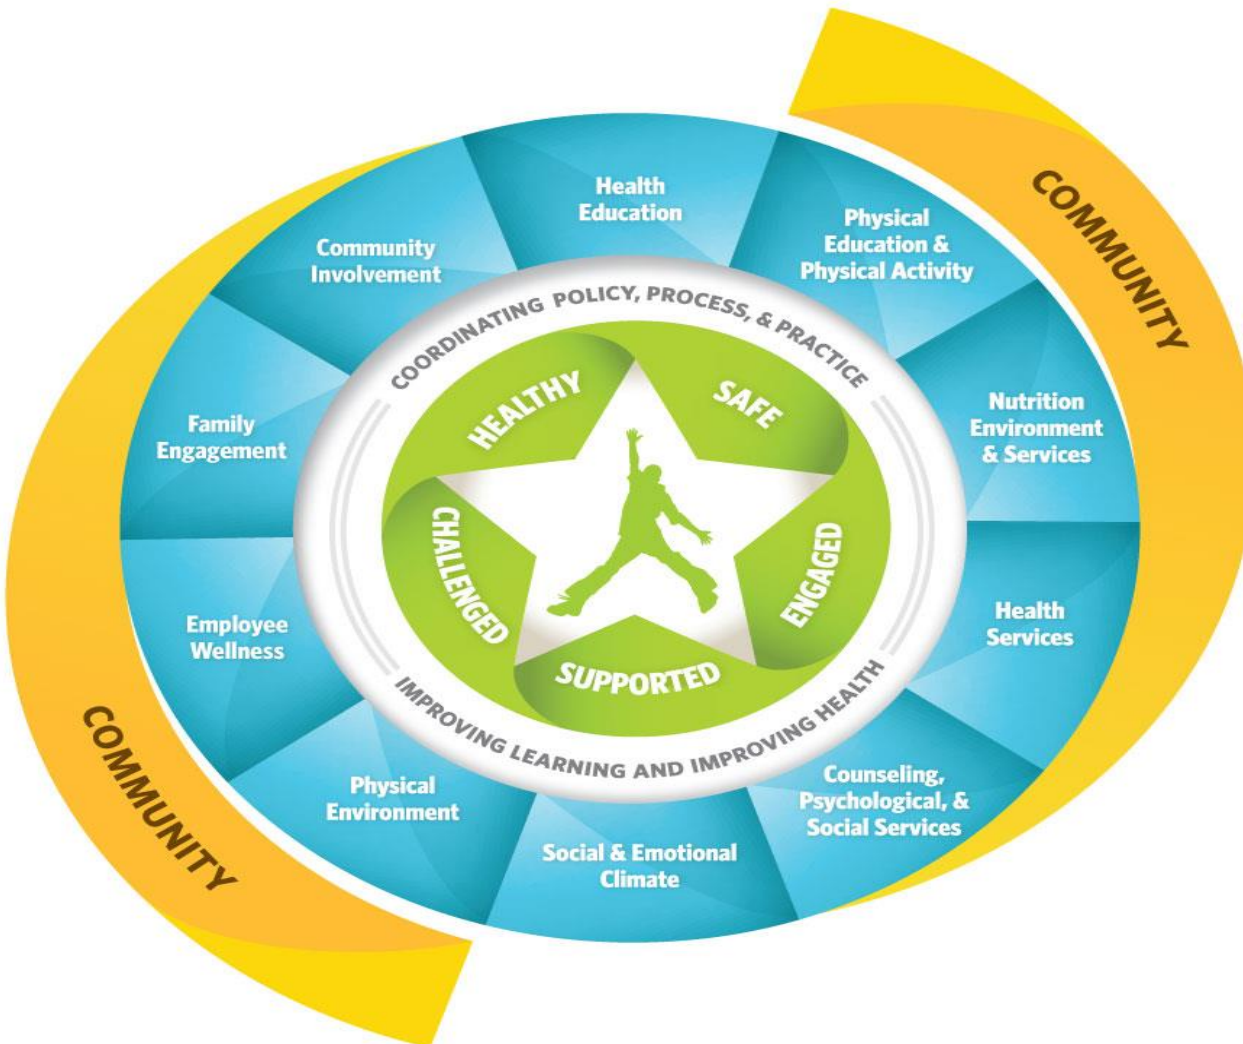 COMMUNITY
Health
Education
Physical
Education &
Physical Activity
Nutrition
Environment
& Services
Health
Services
Counseling,
Psychological, &
Social Services
Social & Emotional
Climate
Physical
Environment
Employee
Wellness
Family
Engagement
Community
Involvement
COORDINATING POLICY, PROCESS, & PRACTICE
IMPROVING LEARNING AND IMPROVING HEALTH
HEALTHY
SAFE
ENGAGED
SUPPORTED
CHALLENGED
COMMUNITY